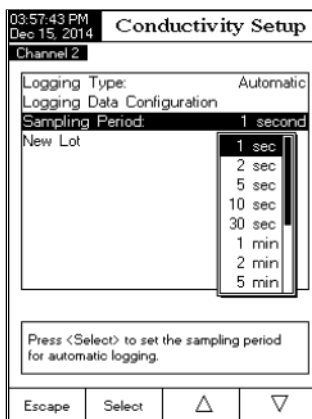 03:57:43 PM
Dec 15, 2014
Conductivity Setup
Channel 2
Logging Type: Automatic
Logging Data Configuration
Sampling Period: 1 second
New Lot
1 sec
2 sec
5 sec
10 sec
30 sec
1 min
2 min
5 min
Press <Select> to set the sampling period
for automatic logging.
Escape Select